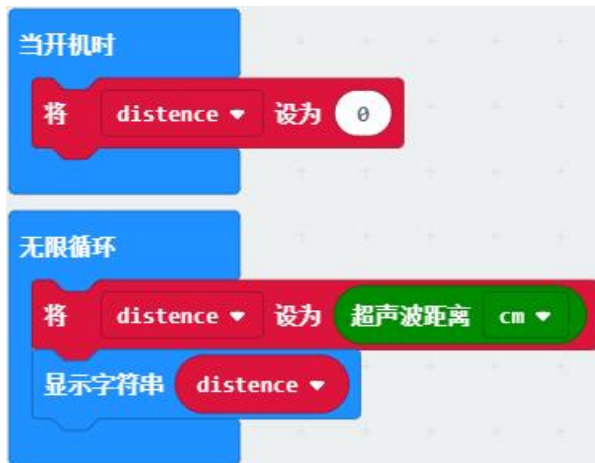 当开机时
将 distence 设为 0
无限循环
将 distence 设为 超声波距离 cm
显示字符串 distence